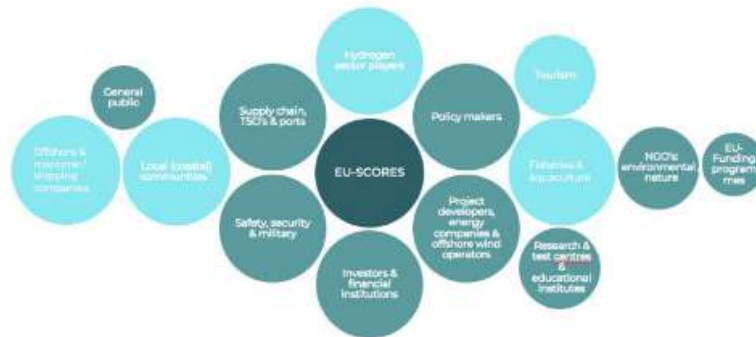 Hydrogen
sector players
General
public
Supply chain,
TSO's & ports
Policy makers
Tourism
Offshore &
maritime/
shipping
companies
Local (coastal)
communities
EU-SCORES
Fisheries &
aquaculture
NGO's:
environmental
nature
EU-
Funding
program
mes
Safety, security
& military
Project
developers,
energy
companies &
offshore wind
operators
Research &
test centres
&
educational
institutes
Investors &
financial
institutions